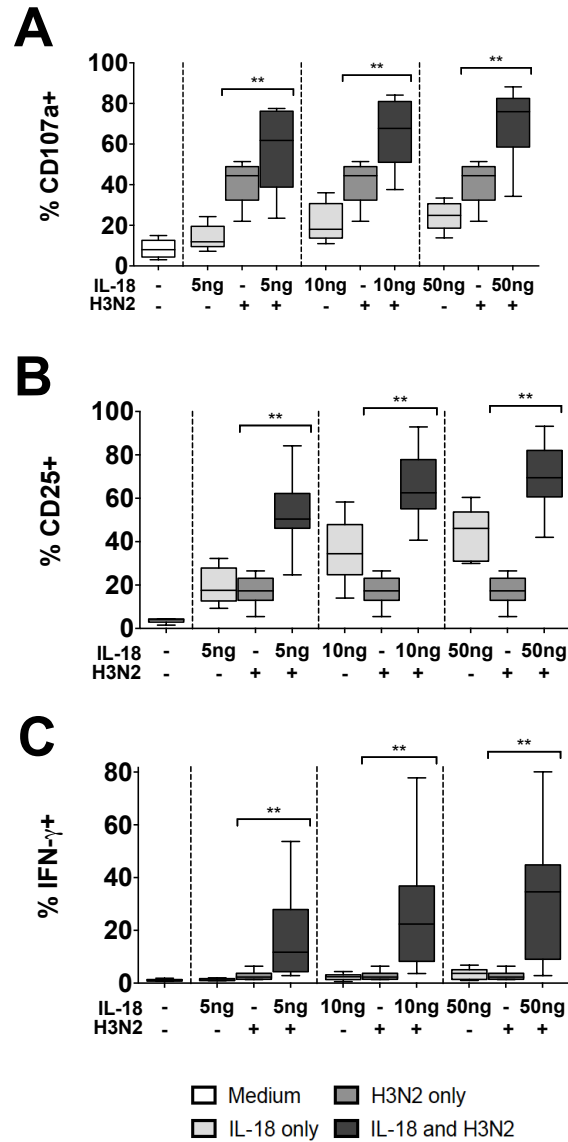 A
% CD107a+
100
80
60
40
20
0
** ** **
IL-18 - 5ng - 5ng 10ng - 10ng 50ng - 50ng
H3N2 - - + + - + + - + +
B
% CD25+
100
80
60
40
20
0
** ** **
IL-18 - 5ng - 5ng 10ng - 10ng 50ng - 50ng
H3N2 - - + + - + + - + +
C
% IFN-γ+
80
60
40
20
0
** ** **
IL-18 - 5ng - 5ng 10ng - 10ng 50ng - 50ng
H3N2 - - + + - + + - + +
Medium H3N2 only
IL-18 only IL-18 and H3N2